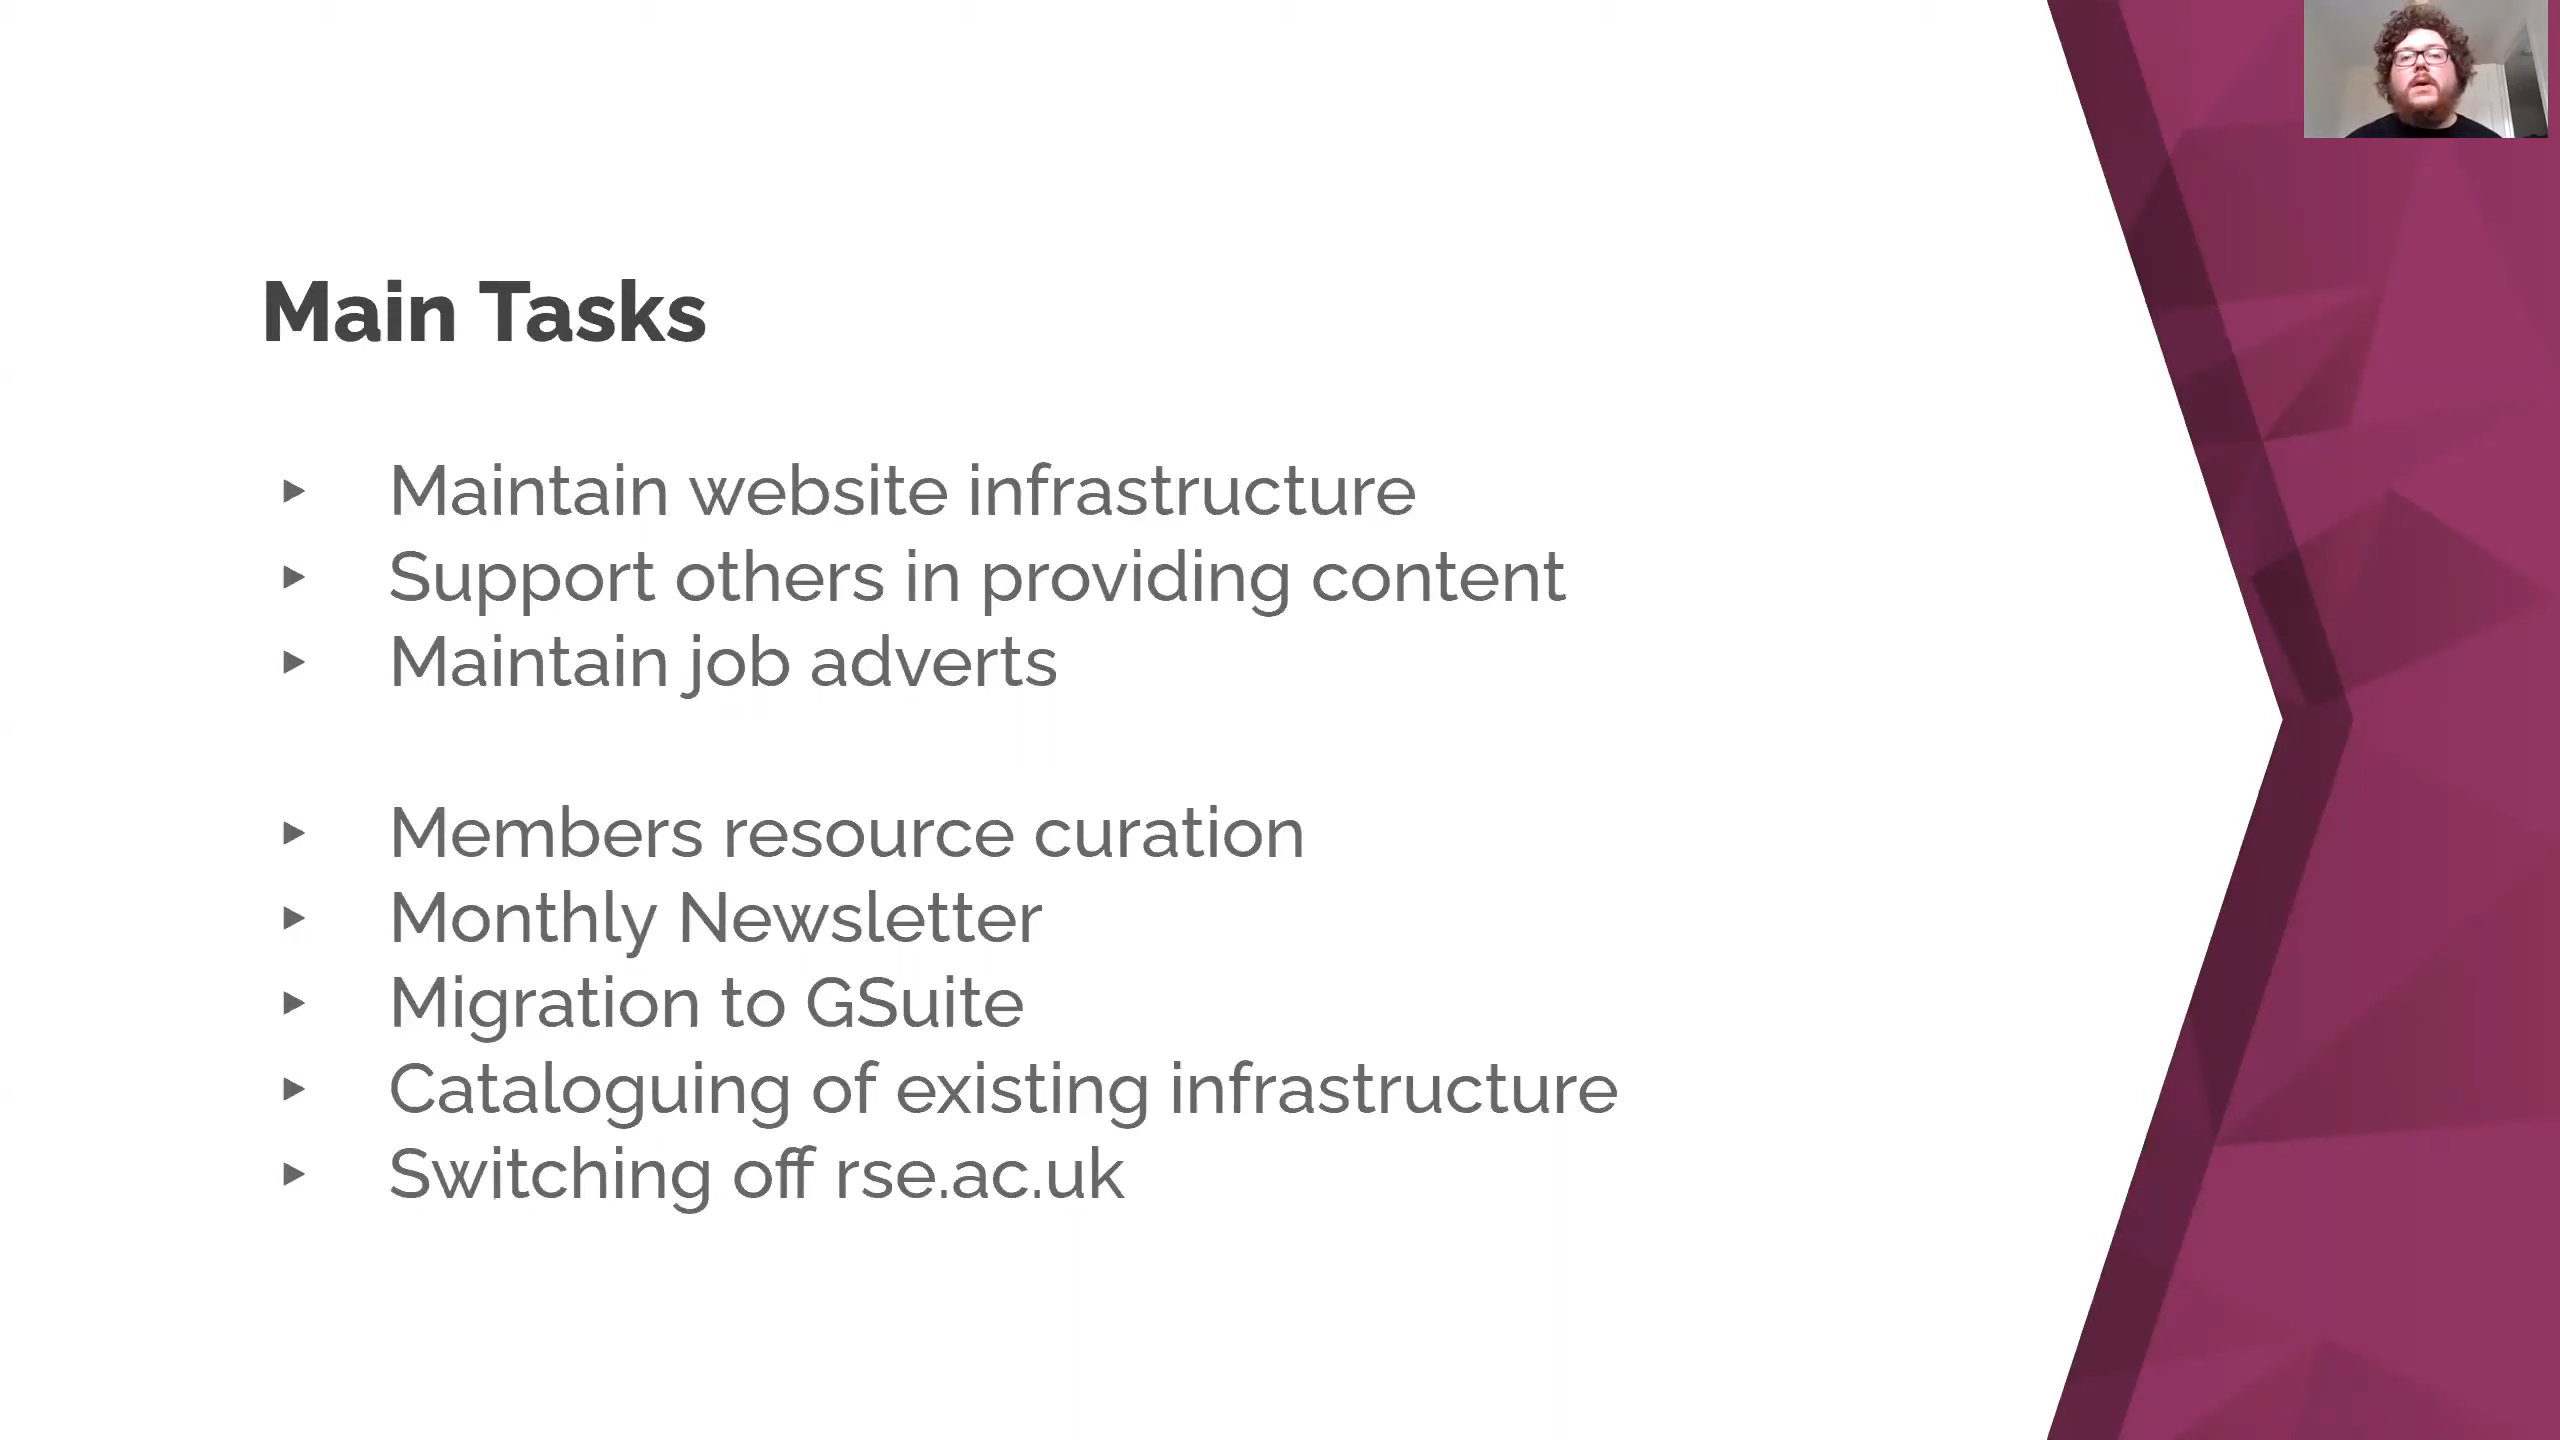 Main Tasks
▸ Maintain website infrastructure
▸ Support others in providing content
▸ Maintain job adverts
▸ Members resource curation
▸ Monthly Newsletter
▸ Migration to GSuite
▸ Cataloguing of existing infrastructure
▸ Switching off rse.ac.uk